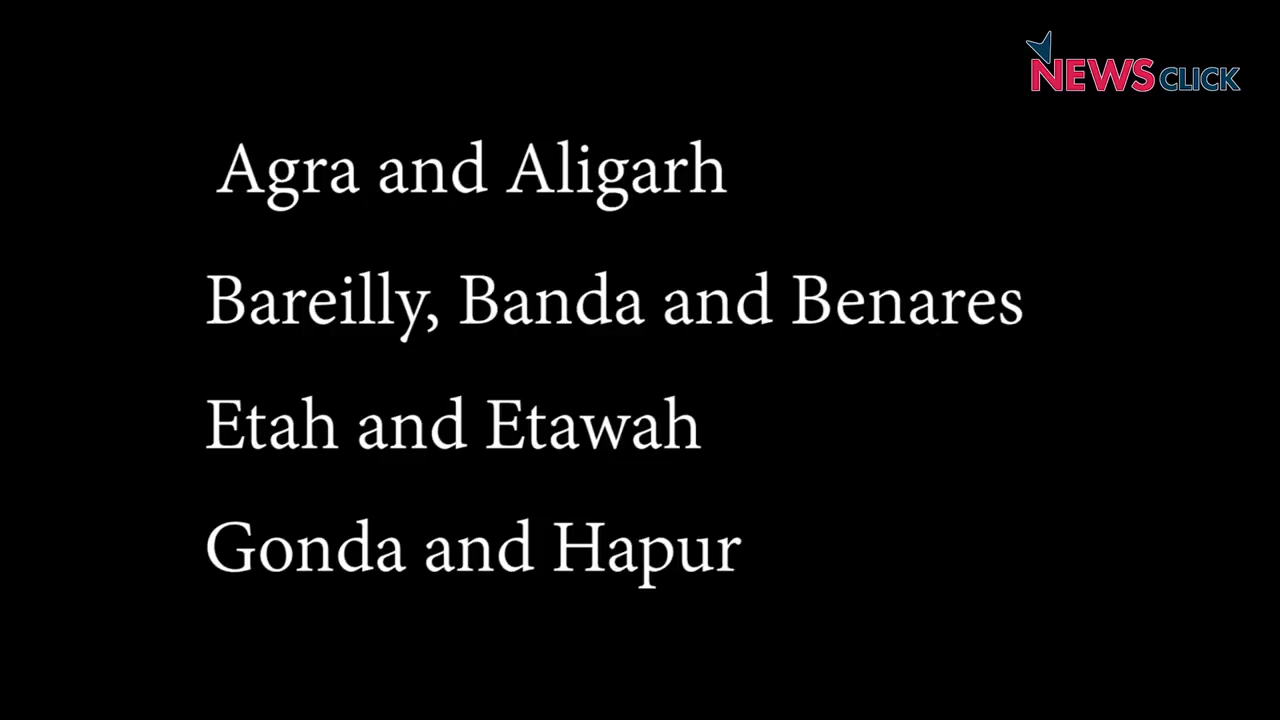 NEWSCLICK
Agra and Aligarh
Bareilly, Banda and Benares
Etah and Etawah
Gonda and Hapur